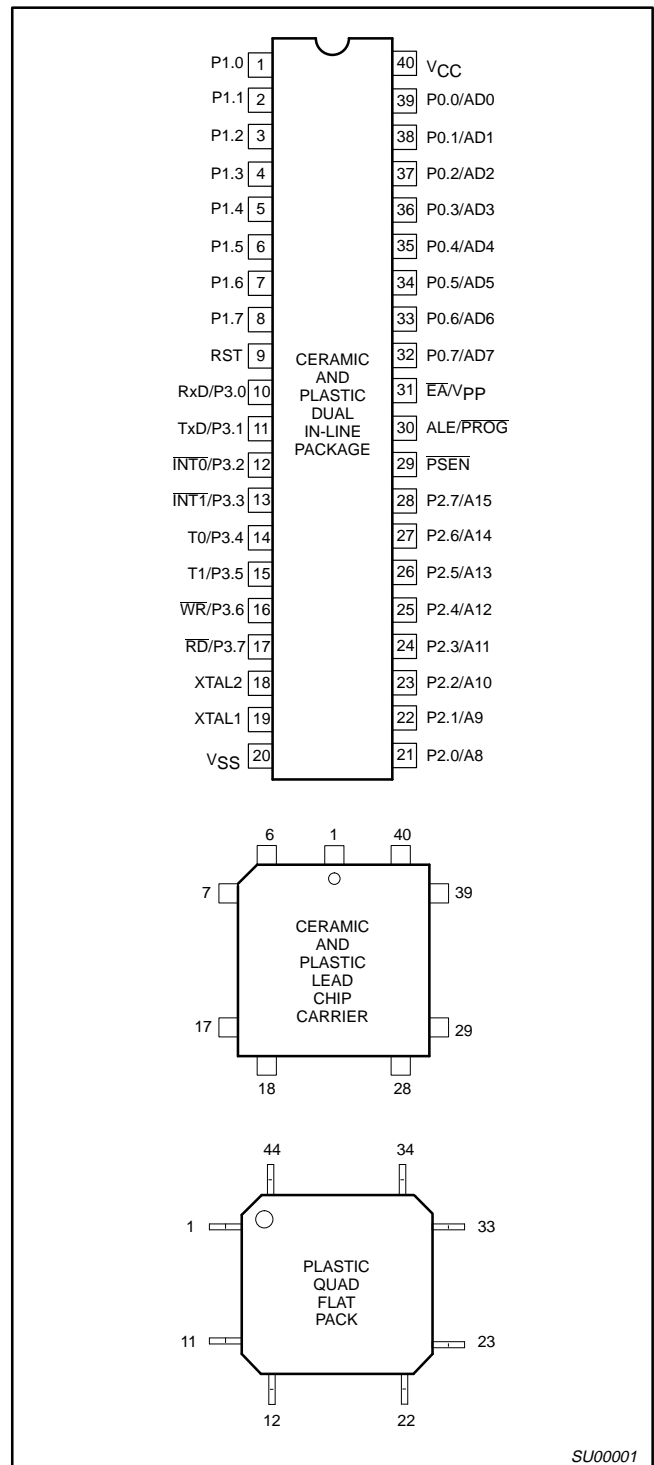 P1.0 1 40 VCC
P1.1 2 39 P0.0/AD0
P1.2 3 38 P0.1/AD1
P1.3 4 37 P0.2/AD2
P1.4 5 36 P0.3/AD3
P1.5 6 35 P0.4/AD4
P1.6 7 34 P0.5/AD5
P1.7 8 33 P0.6/AD6
RST 9 32 P0.7/AD7
RxD/P3.0 10 31 E̅A̅/VPP
TxD/P3.1 11 30 ALE/P̅R̅O̅G̅
I̅N̅T̅0̅/P3.2 12 29 P̅S̅E̅N̅
I̅N̅T̅1̅/P3.3 13 28 P2.7/A15
T0/P3.4 14 27 P2.6/A14
T1/P3.5 15 26 P2.5/A13
W̅R̅/P3.6 16 25 P2.4/A12
R̅D̅/P3.7 17 24 P2.3/A11
XTAL2 18 23 P2.2/A10
XTAL1 19 22 P2.1/A9
VSS 20 21 P2.0/A8
CERAMIC
AND
PLASTIC
DUAL
IN-LINE
PACKAGE
6 1 40
7 39
CERAMIC
AND
PLASTIC
LEAD
CHIP
CARRIER
17 29
18 28
44 34
1 33
PLASTIC
QUAD
FLAT
PACK
11 23
12 22
SU00001